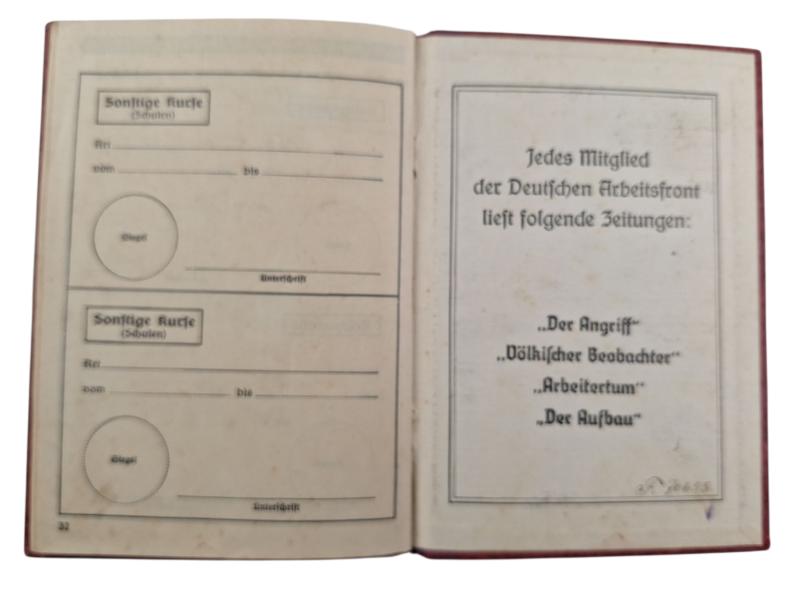 Sonstige Kurse
(Schulen)
Art
vom bis
Siegel
Unterschrift
Sonstige Kurse
(Schulen)
Art
vom bis
Siegel
Unterschrift
32
Jedes Mitglied
der Deutschen Arbeitsfront
liest folgende Zeitungen:
„Der Angriff“
„Völkischer Beobachter“
„Arbeitertum“
„Der Aufbau“